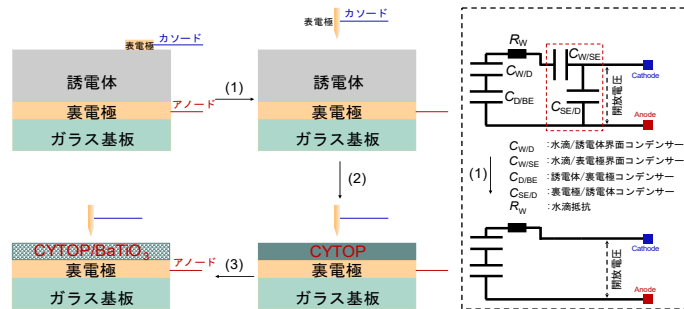 表電極
カソード
誘電体
裏電極
アノード
ガラス基板
(1)
表電極
カソード
誘電体
裏電極
ガラス基板
(2)
CYTOP
裏電極
ガラス基板
(3)
CYTOP/BaTiO3
裏電極
アノード
ガラス基板
RW
CW/SE
CW/D
CD/BE
CSE/D
開放電圧
Cathode
Anode
CW/D :水滴/誘電体界面コンデンサー
CW/SE :水滴/表電極界面コンデンサー
CD/BE :誘電体/裏電極コンデンサー
CSE/D :裏電極/誘電体コンデンサー
RW :水滴抵抗
(1)
開放電圧
Cathode
Anode